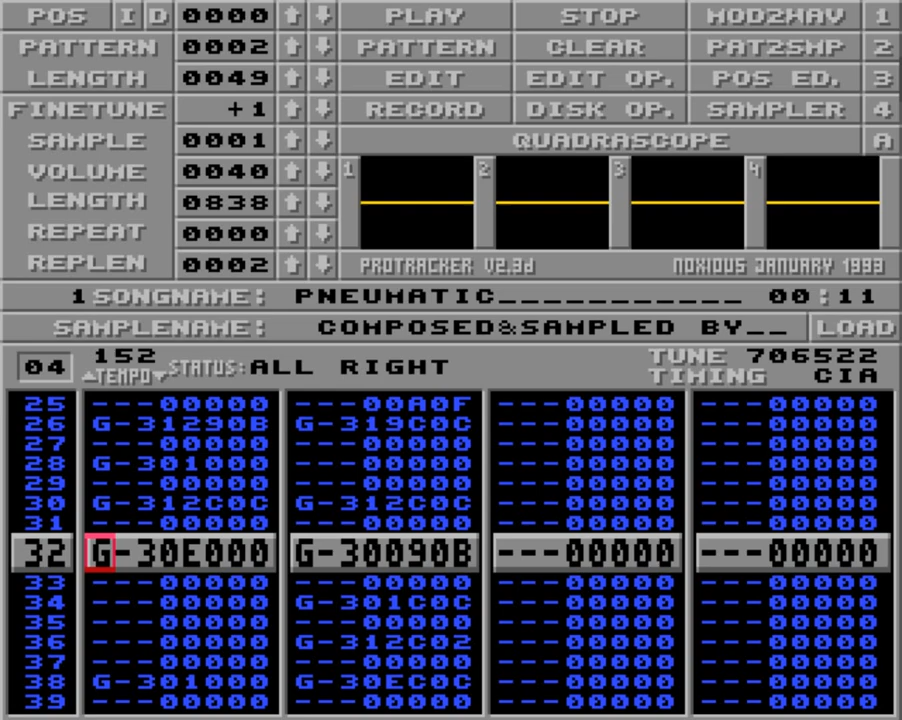 POS I D 0000 PLAY STOP MOD2WAV 1
PATTERN 0002 PATTERN CLEAR PAT2SMP 2
LENGTH 0049 EDIT EDIT OP. POS ED. 3
FINETUNE +1 RECORD DISK OP. SAMPLER 4
SAMPLE 0001 QUADRASCOPE A
VOLUME 0040 1 2 3 4
LENGTH 0838
REPEAT 0000
REPLEN 0002 PROTRACKER V2.3d NOXIOUS JANUARY 1993
1 SONGNAME: PNEUMATIC___________ 00:11
SAMPLENAME: COMPOSED&SAMPLED BY__ LOAD
04 152 TEMPO STATUS: ALL RIGHT TUNE 706522
TIMING CIA
25 ---00000 ---00A0F ---00000 ---00000
26 G-31290B G-319C0C ---00000 ---00000
27 ---00000 ---00000 ---00000 ---00000
28 G-301000 ---00000 ---00000 ---00000
29 ---00000 ---00000 ---00000 ---00000
30 G-312C0C G-312C0C ---00000 ---00000
31 ---00000 ---00000 ---00000 ---00000
32 G-30E000 G-30090B ---00000 ---00000
33 ---00000 ---00000 ---00000 ---00000
34 ---00000 G-301C0C ---00000 ---00000
35 ---00000 ---00000 ---00000 ---00000
36 ---00000 G-312C02 ---00000 ---00000
37 ---00000 ---00000 ---00000 ---00000
38 G-301000 G-30EC0C ---00000 ---00000
39 ---00000 ---00000 ---00000 ---00000